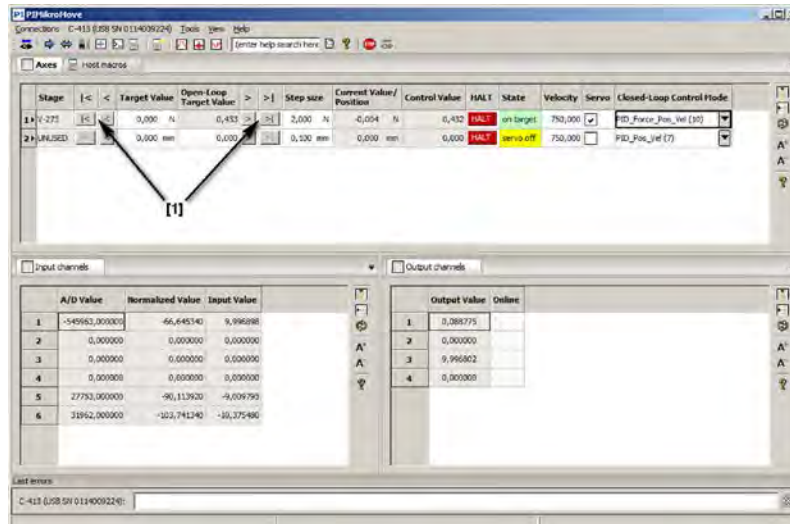 PI PIMikroMove
Connections C-413 (USB SN 0114009224) Tools View Help
Enter help search here
Axes Host macros
Stage |< < Target Value Open-Loop Target Value > >| Step size Current Value/ Position Control Value HALT State Velocity Servo Closed-Loop Control Mode
1 V-273 |< < 0,000 N 0,433 > >| 2,000 N -0,004 N 0,432 HALT on target 750,000 PID_Force_Pos_Vel (10)
2 UNUSED 0,000 mm 0,000 0,100 mm 0,000 mm 0,000 HALT servo off 750,000 PID_Pos_Vel (7)
[1]
Input channels
A/D Value Normalized Value Input Value
1 -545963,000000 -66,645340 9,996898
2 0,000000 0,000000 0,000000
3 0,000000 0,000000 0,000000
4 0,000000 0,000000 0,000000
5 27753,000000 -90,113920 -9,009793
6 31962,000000 -103,741340 -10,375480
Output channels
Output Value Online
1 0,088775
2 0,000000
3 9,996802
4 0,000000
Last errors
C-413 (USB SN 0114009224):